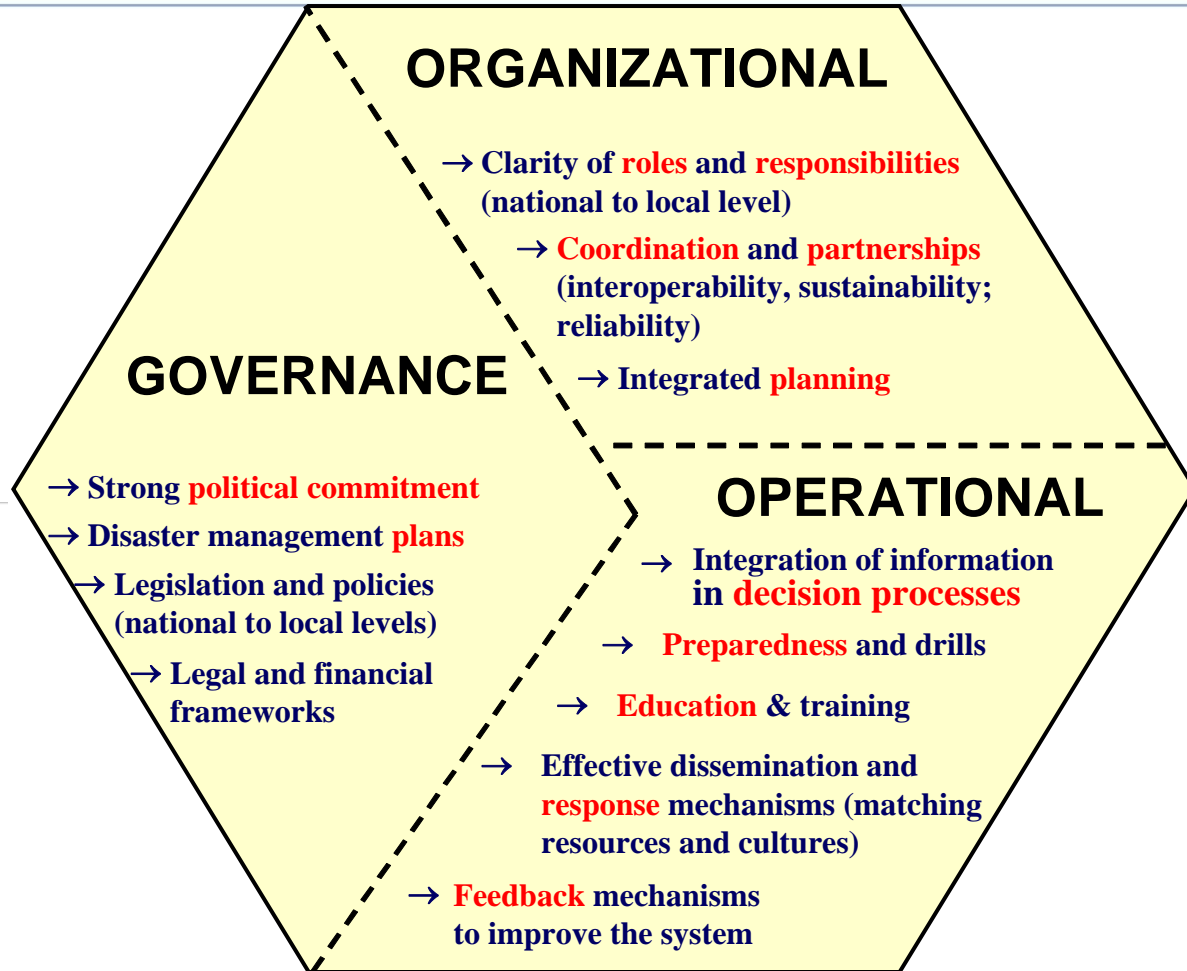 ORGANIZATIONAL
→ Clarity of roles and responsibilities
(national to local level)
→ Coordination and partnerships
(interoperability, sustainability;
reliability)
→ Integrated planning
GOVERNANCE
→ Strong political commitment
→ Disaster management plans
→ Legislation and policies
(national to local levels)
→ Legal and financial
frameworks
OPERATIONAL
→ Integration of information
in decision processes
→ Preparedness and drills
→ Education & training
→ Effective dissemination and
response mechanisms (matching
resources and cultures)
→ Feedback mechanisms
to improve the system